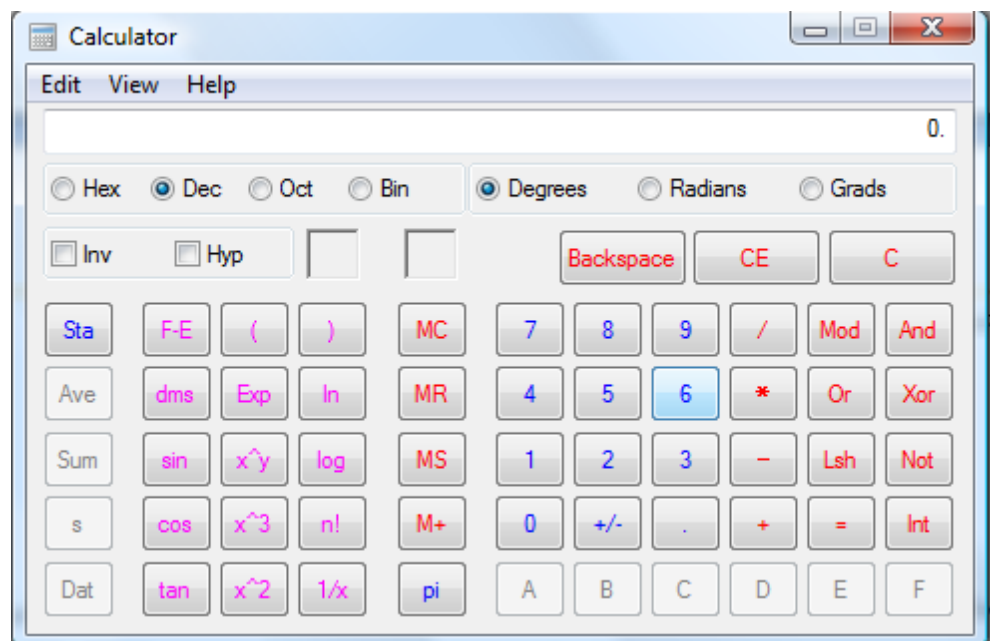 Calculator
Edit View Help
0.
Hex Dec Oct Bin Degrees Radians Grads
Inv Hyp Backspace CE C
Sta F-E ( ) MC 7 8 9 / Mod And
Ave dms Exp ln MR 4 5 6 * Or Xor
Sum sin x^y log MS 1 2 3 - Lsh Not
s cos x^3 n! M+ 0 +/- . + = Int
Dat tan x^2 1/x pi A B C D E F